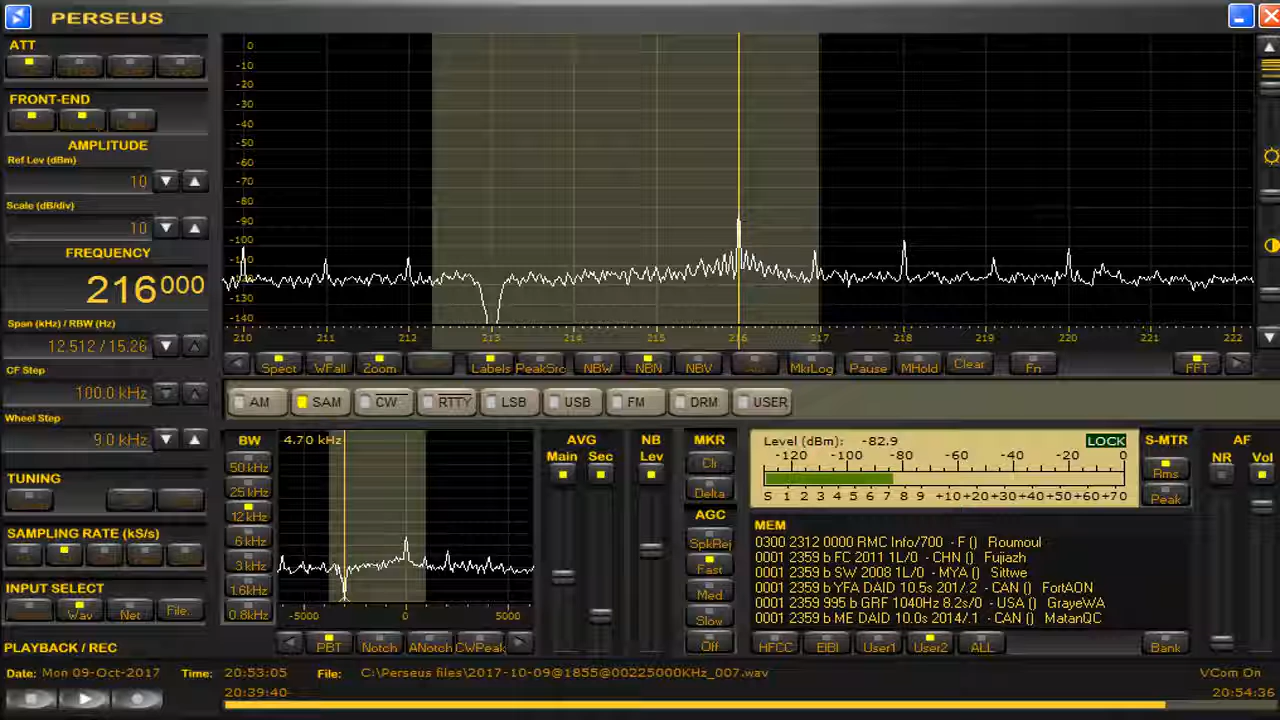 PERSEUS
ATT
FRONT-END
AMPLITUDE
Ref Lev (dBm)
10
Scale (dB/div)
10
FREQUENCY
216000
Span (kHz) / RBW (Hz)
12.512 / 15.26
CF Step
100.0 kHz
Wheel Step
9.0 kHz
TUNING
SAMPLING RATE (kS/s)
INPUT SELECT
Wav Net File..
PLAYBACK / REC
0
-10
-20
-30
-40
-50
-60
-70
-80
-90
-100
-110
-120
-130
-140
210 211 212 213 214 215 216 217 218 219 220 221 222
Spect WFall Zoom Labels PeakSrc NBW NBN NBV MkrLog Pause MHold Clear Fn FFT
AM SAM CW RTTY LSB USB FM DRM USER
BW
50 kHz
25 kHz
12 kHz
6 kHz
3 kHz
1.6kHz
0.8kHz
4.70 kHz
-5000 0 5000
PBT Notch ANotch CWPeak
AVG
Main Sec
NB
Lev
MKR
Clr
Delta
AGC
SpkRej
Fast
Med
Slow
Off
Level (dBm): -82.9 LOCK
-120 -100 -80 -60 -40 -20 0
S 1 2 3 4 5 6 7 8 9 +10+20+30+40+50+60+70
S-MTR
Rms
Peak
AF
NR Vol
MEM
0300 2312 0000 RMC Info/700 - F () Roumoul
0001 2359 b FC 2011 1L/0 - CHN () Fujiazh
0001 2359 b SW 2008 1L/0 - MYA () Sittwe
0001 2359 b YFA DAID 10.5s 201/.2 - CAN () FortAON
0001 2359 995 b GRF 1040Hz 8.2s/0 - USA () GrayeWA
0001 2359 b ME DAID 10.0s 2014/.1 - CAN () MatanQC
HFCC EIBI User1 User2 ALL Bank
Date: Mon 09-Oct-2017 Time: 20:53:05 File: C:\Perseus files\2017-10-09@1855@00225000KHz_007.wav VCom On
20:39:40 20:54:36